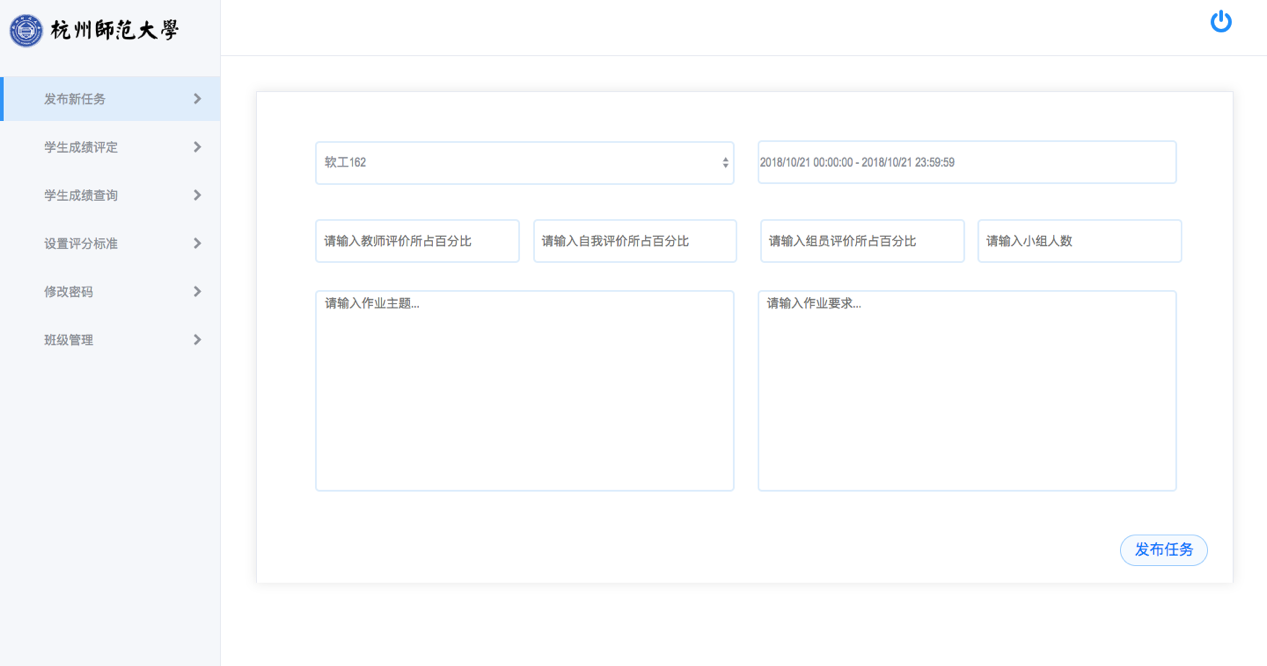 杭州師范大學
发布新任务
学生成绩评定
学生成绩查询
设置评分标准
修改密码
班级管理
软工162
2018/10/21 00:00:00 - 2018/10/21 23:59:59
请输入教师评价所占百分比
请输入自我评价所占百分比
请输入组员评价所占百分比
请输入小组人数
请输入作业主题...
请输入作业要求...
发布任务